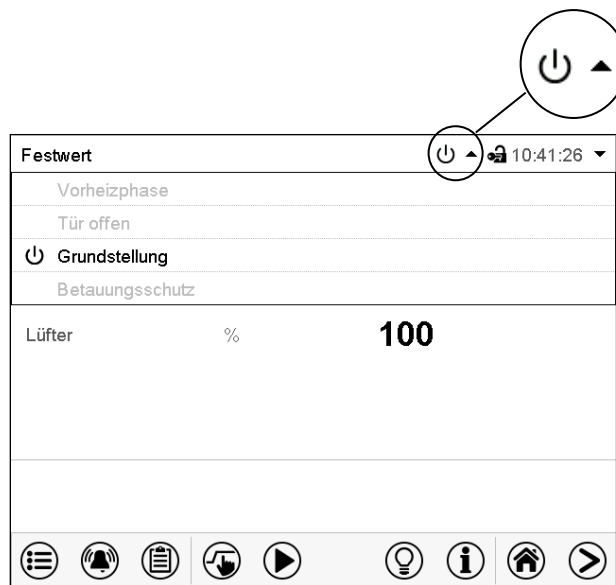 Festwert 10:41:26
Vorheizphase
Tür offen
Grundstellung
Betauungsschutz
Lüfter % 100